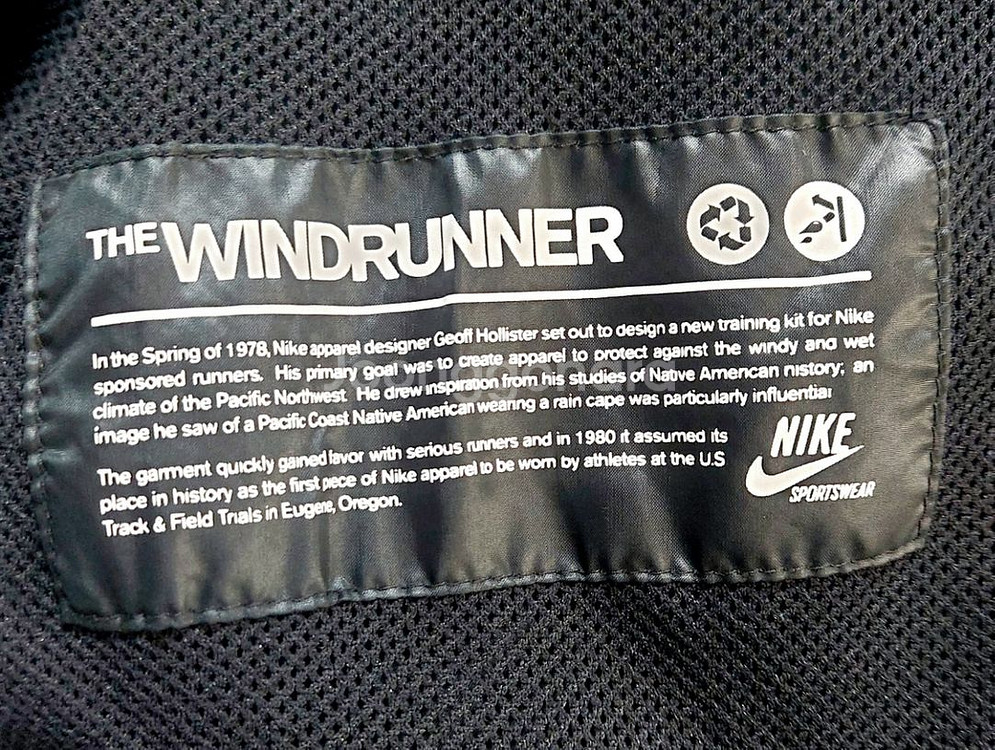 THE WINDRUNNER
In the Spring of 1978, Nike apparel designer Geoff Hollister set out to design a new training kit for Nike
sponsored runners. His primary goal was to create apparel to protect against the windy and wet
climate of the Pacific Northwest He drew inspiration from his studies of Native American history; an
image he saw of a Pacific Coast Native American wearing a rain cape was particularly influential
The garment quickly gained favor with serious runners and in 1980 it assumed its
place in history as the first piece of Nike apparel to be worn by athletes at the U.S
Track & Field Trials in Eugene, Oregon.
NIKE
SPORTSWEAR